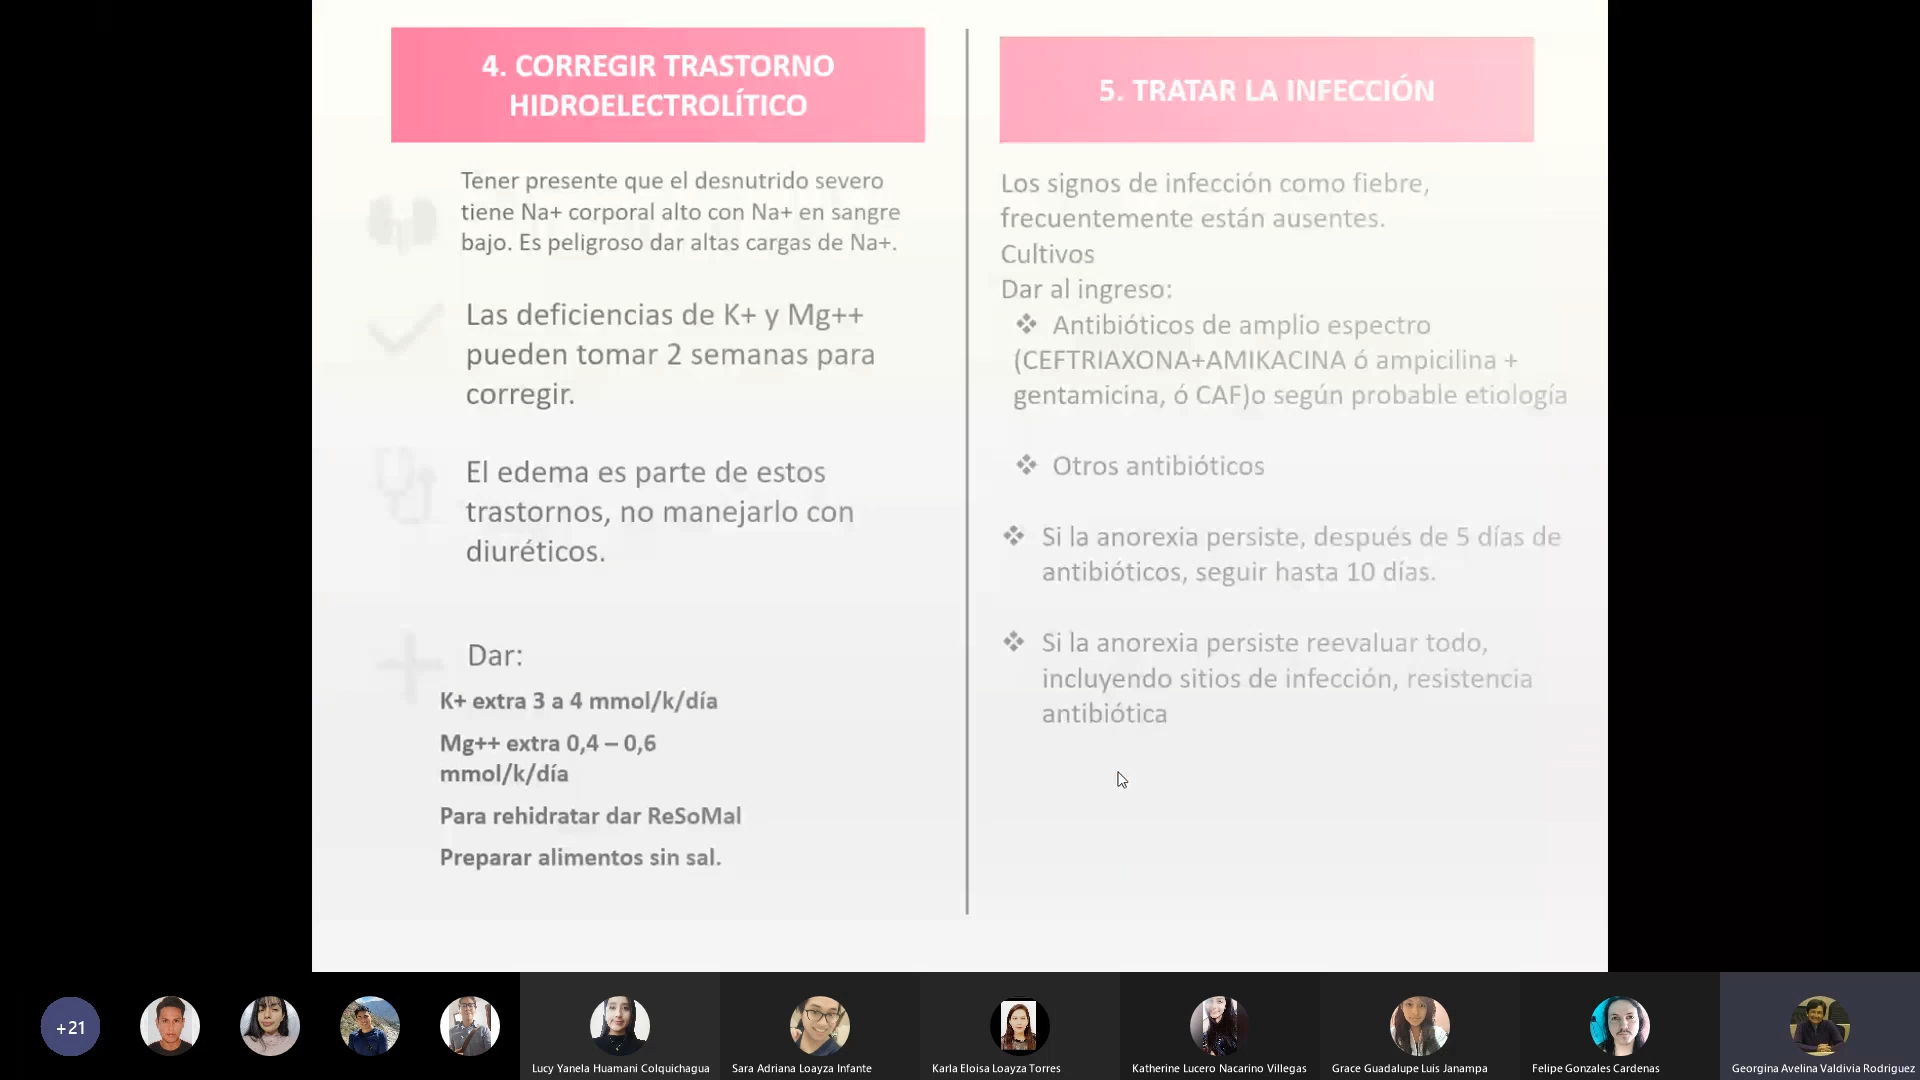 4. CORREGIR TRASTORNO
HIDROELECTROLÍTICO
Tener presente que el desnutrido severo
tiene Na+ corporal alto con Na+ en sangre
bajo. Es peligroso dar altas cargas de Na+.
Las deficiencias de K+ y Mg++
pueden tomar 2 semanas para
corregir.
El edema es parte de estos
trastornos, no manejarlo con
diuréticos.
Dar:
K+ extra 3 a 4 mmol/k/día
Mg++ extra 0,4 – 0,6
mmol/k/día
Para rehidratar dar ReSoMal
Preparar alimentos sin sal.
5. TRATAR LA INFECCIÓN
Los signos de infección como fiebre,
frecuentemente están ausentes.
Cultivos
Dar al ingreso:
❖ Antibióticos de amplio espectro
(CEFTRIAXONA+AMIKACINA ó ampicilina +
gentamicina, ó CAF)o según probable etiología
❖ Otros antibióticos
❖ Si la anorexia persiste, después de 5 días de
antibióticos, seguir hasta 10 días.
❖ Si la anorexia persiste reevaluar todo,
incluyendo sitios de infección, resistencia
antibiótica
+21
Lucy Yanela Huamani Colquichagua
Sara Adriana Loayza Infante
Karla Eloisa Loayza Torres
Katherine Lucero Nacarino Villegas
Grace Guadalupe Luis Janampa
Felipe Gonzales Cardenas
Georgina Avelina Valdivia Rodriguez